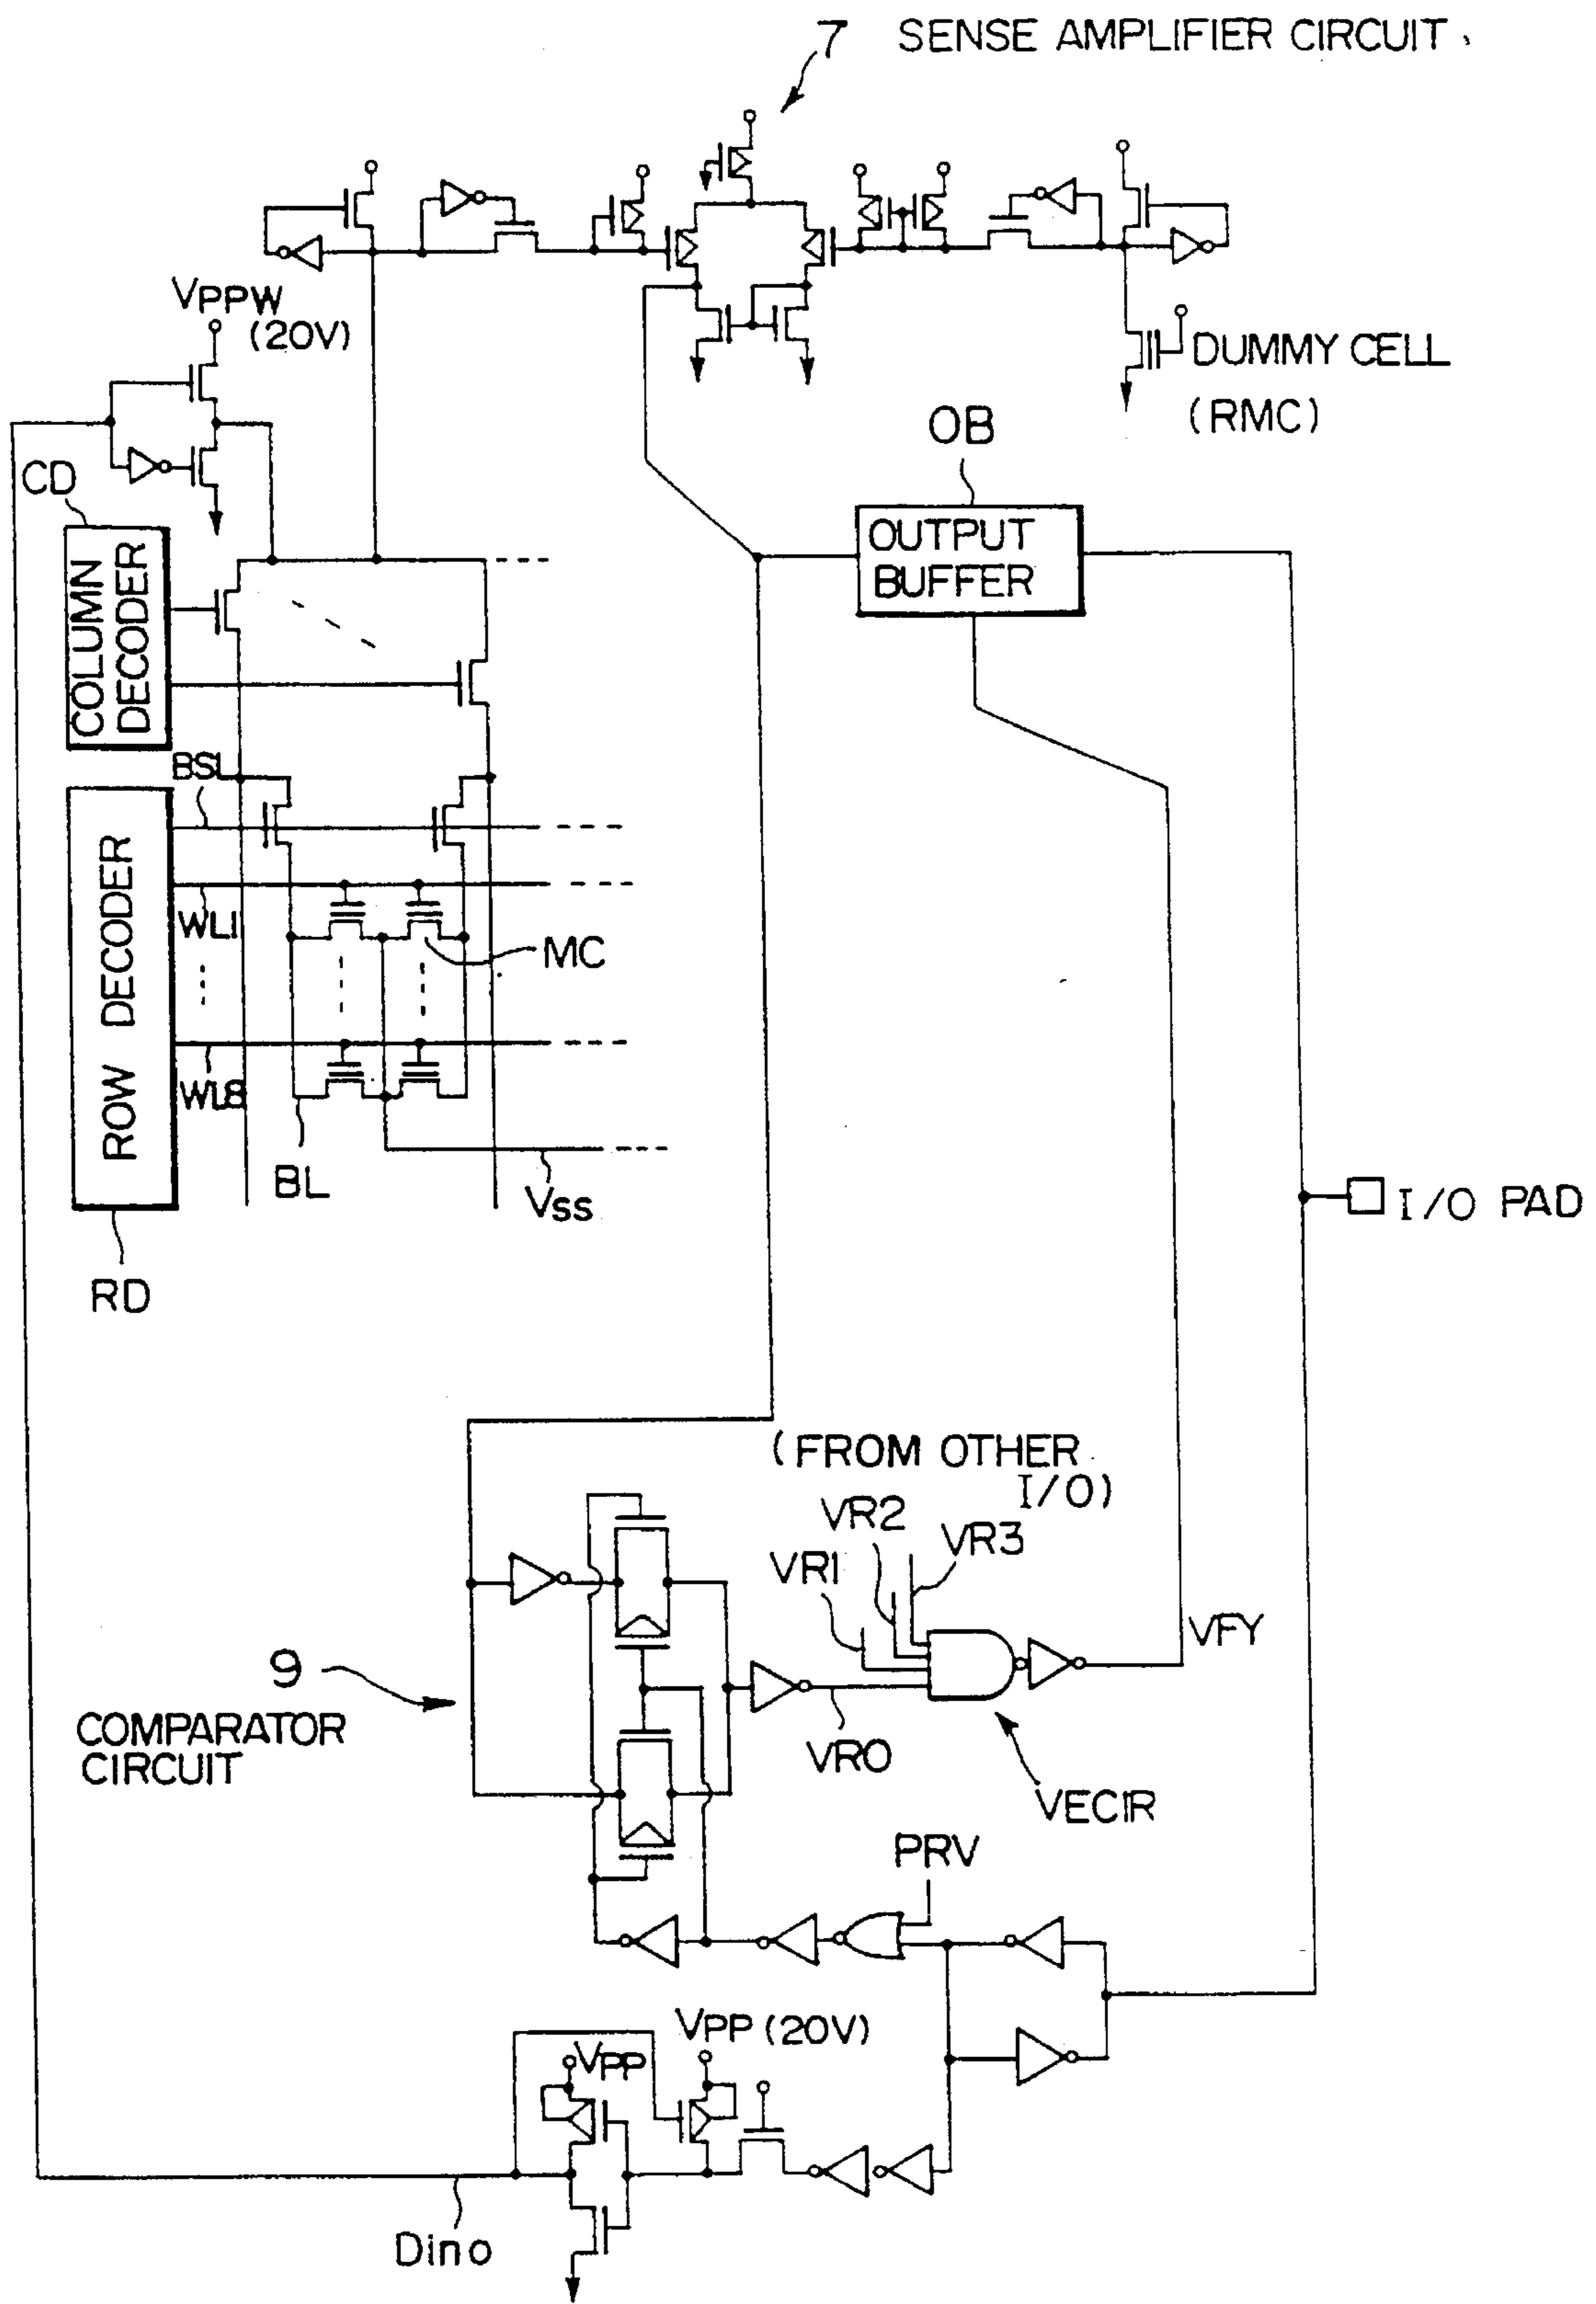 7 SENSE AMPLIFIER CIRCUIT
VPPW
(20V)
DUMMY CELL
(RMC)
OB
CD
OUTPUT
BUFFER
COLUMN
DECODER
BSL
ROW DECODER
WL1
MC
WL8
BL
VSS
I/O PAD
RD
(FROM OTHER
I/O)
VR2
VR3
VR1
VFY
9
COMPARATOR
CIRCUIT
VR0
VECIR
PRV
VPP (20V)
VPP
Dino